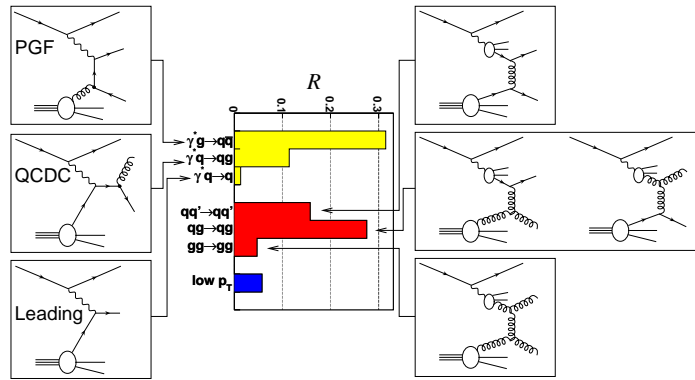 PGF
QCDC
Leading
R
0 0.1 0.2 0.3
γ*g→qq̄
γ*q→qg
γ*q→q
qq'→qq'
qg→qg
gg→gg
low p_T